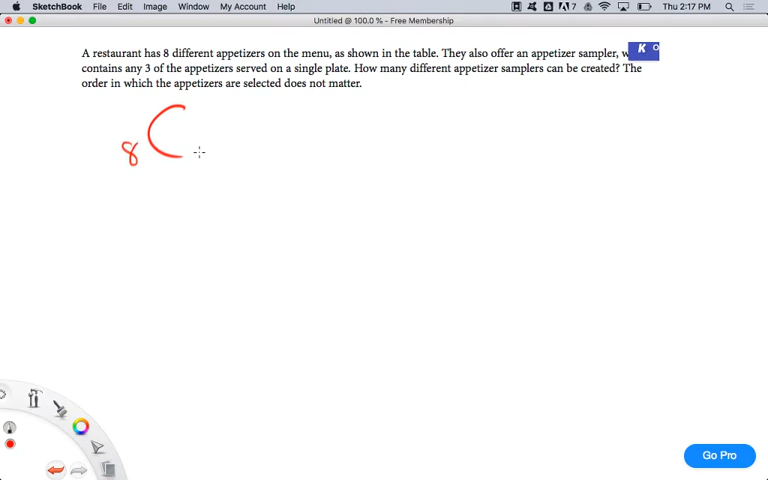 SketchBook File Edit Image Window My Account Help 7 Thu 2:17 PM
Untitled @ 100.0 % - Free Membership
A restaurant has 8 different appetizers on the menu, as shown in the table. They also offer an appetizer sampler, w K O
contains any 3 of the appetizers served on a single plate. How many different appetizer samplers can be created? The
order in which the appetizers are selected does not matter.
8 C
Go Pro